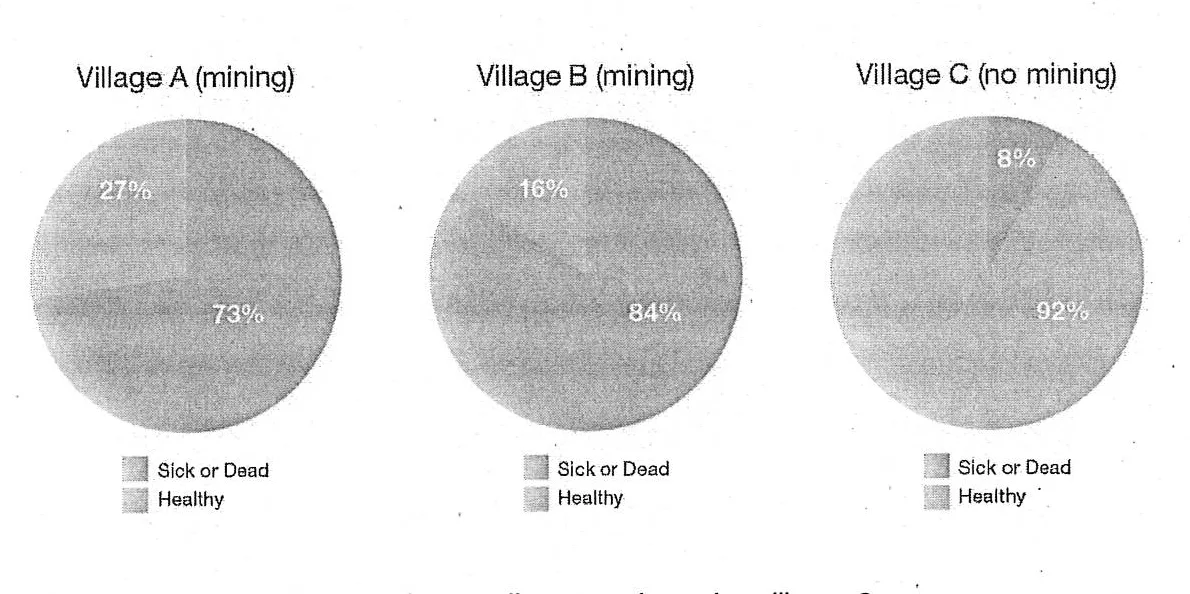 Village A (mining)
27%
73%
Sick or Dead
Healthy
Village B (mining)
16%
84%
Sick or Dead
Healthy
Village C (no mining)
8%
92%
Sick or Dead
Healthy